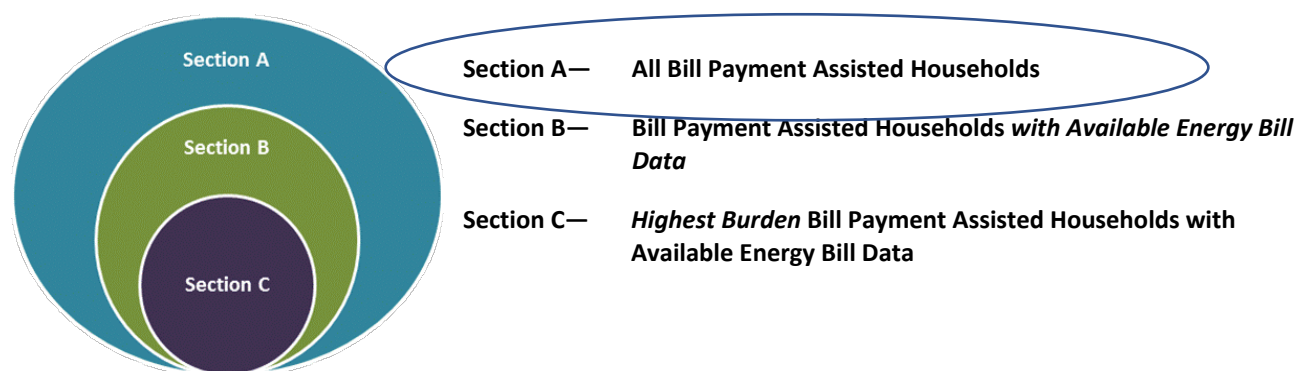 Section A
Section A— All Bill Payment Assisted Households
Section B
Section B— Bill Payment Assisted Households with Available Energy Bill
Data
Section C
Section C— Highest Burden Bill Payment Assisted Households with
Available Energy Bill Data